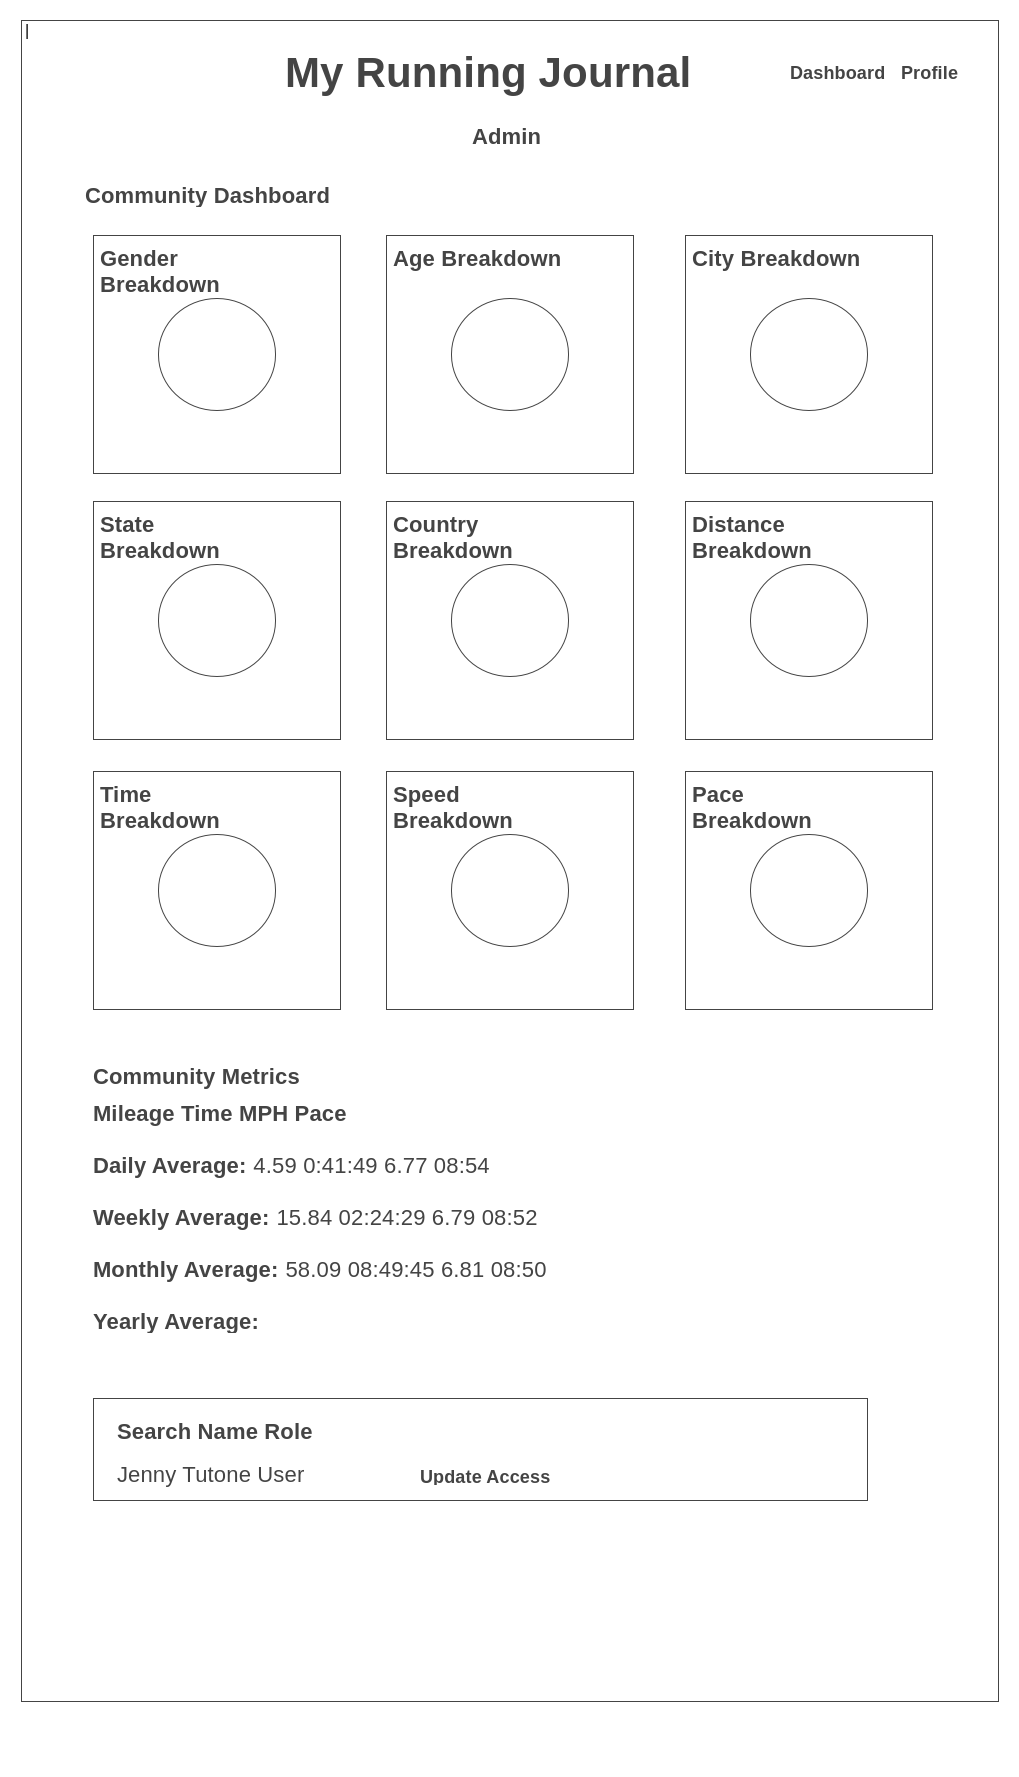 My Running Journal
Dashboard Profile
Admin
Community Dashboard
Gender
Breakdown
Age Breakdown
City Breakdown
State
Breakdown
Country
Breakdown
Distance
Breakdown
Time
Breakdown
Speed
Breakdown
Pace
Breakdown
Community Metrics
Mileage Time MPH Pace
Daily Average: 4.59 0:41:49 6.77 08:54
Weekly Average: 15.84 02:24:29 6.79 08:52
Monthly Average: 58.09 08:49:45 6.81 08:50
Yearly Average:
Search Name Role
Jenny Tutone User Update Access